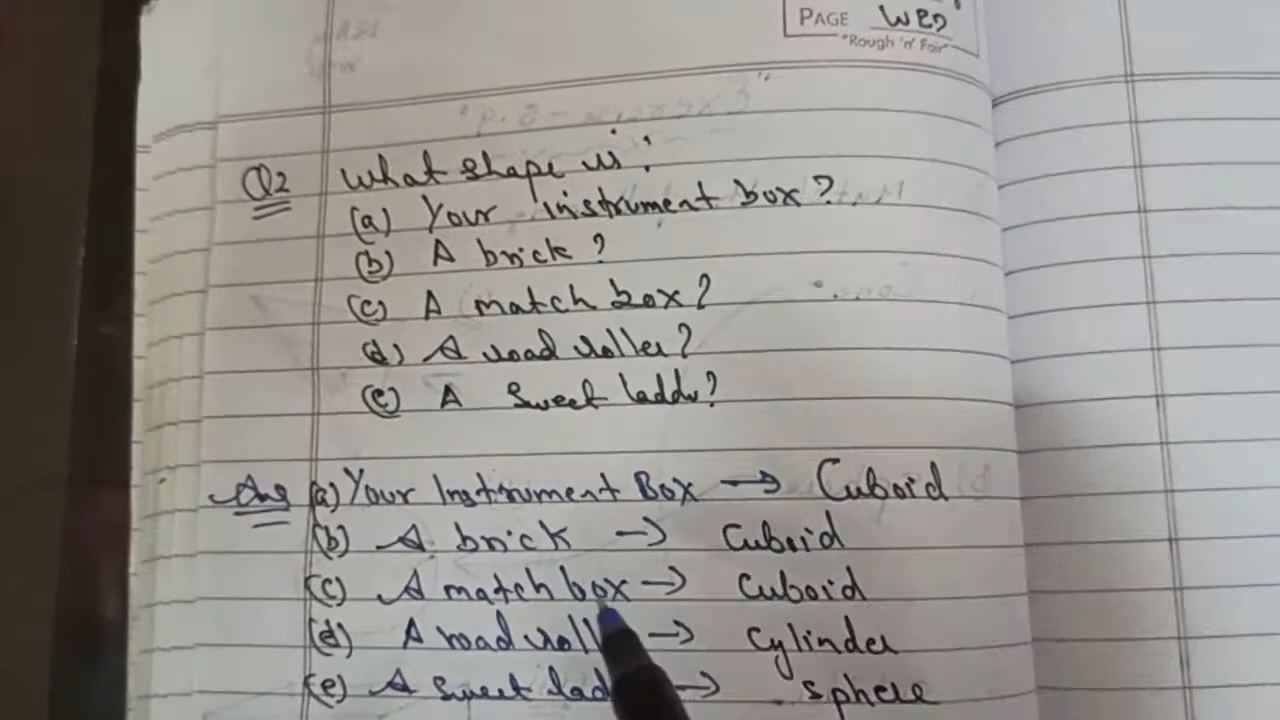 PAGE WED
"Rough 'n' Fair"
Q2 What shape is:
(a) Your instrument box?
(b) A brick?
(c) A match box?
(d) A road roller?
(e) A sweet laddu?
Ans (a) Your Instrument Box → Cuboid
(b) A brick → Cuboid
(c) A match box → Cuboid
(d) A road roll → Cylinder
(e) A sweet lad → sphere